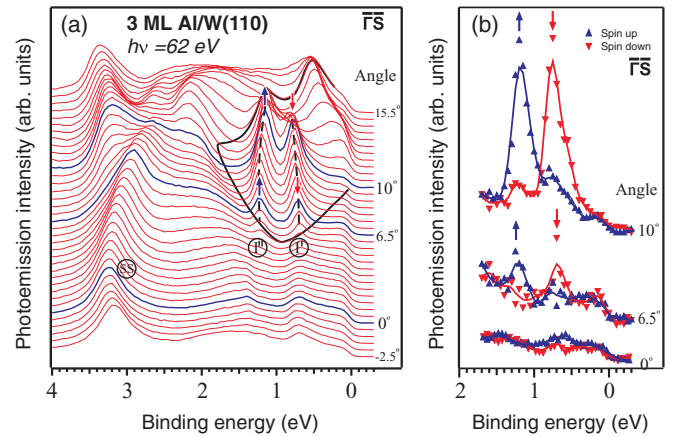 (a)
3 ML Al/W(110)
hν =62 eV
Γ̅S̅
Angle
15.5°
10°
6.5°
0°
-2.5°
SS
I"
I'
4
3
2
1
0
Binding energy (eV)
Photoemission intensity (arb. units)
(b)
Spin up
Spin down
Γ̅S̅
Angle
10°
6.5°
0°
2
1
0
Binding energy (eV)
Photoemission intensity (arb. units)